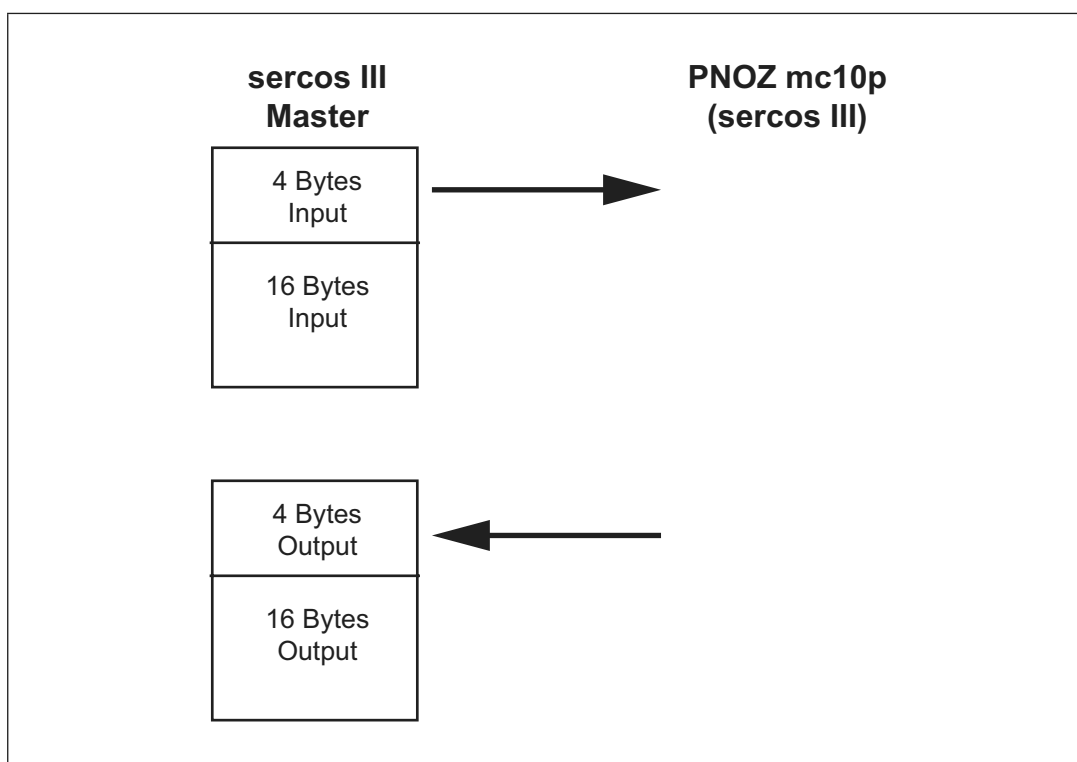 sercos III
Master
PNOZ mc10p
(sercos III)
4 Bytes
Input
16 Bytes
Input
4 Bytes
Output
16 Bytes
Output